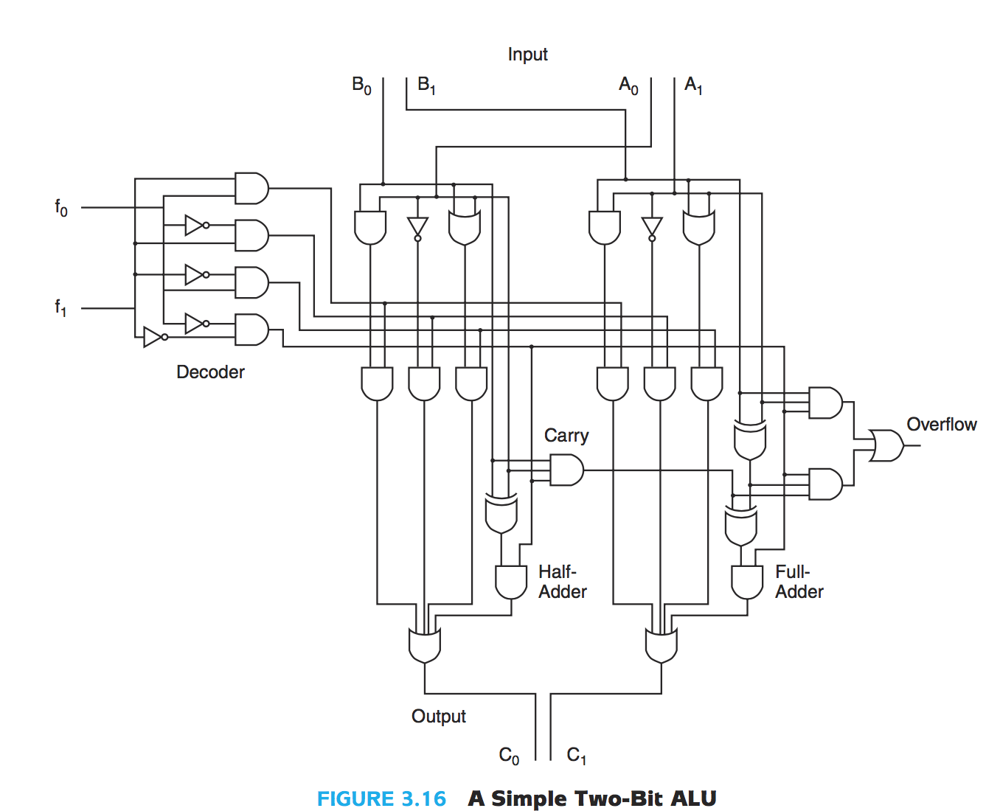 Input
B₀ B₁ A₀ A₁
f₀
f₁
Decoder
Overflow
Carry
Half-
Adder
Full-
Adder
Output
C₀ C₁
FIGURE 3.16 A Simple Two-Bit ALU